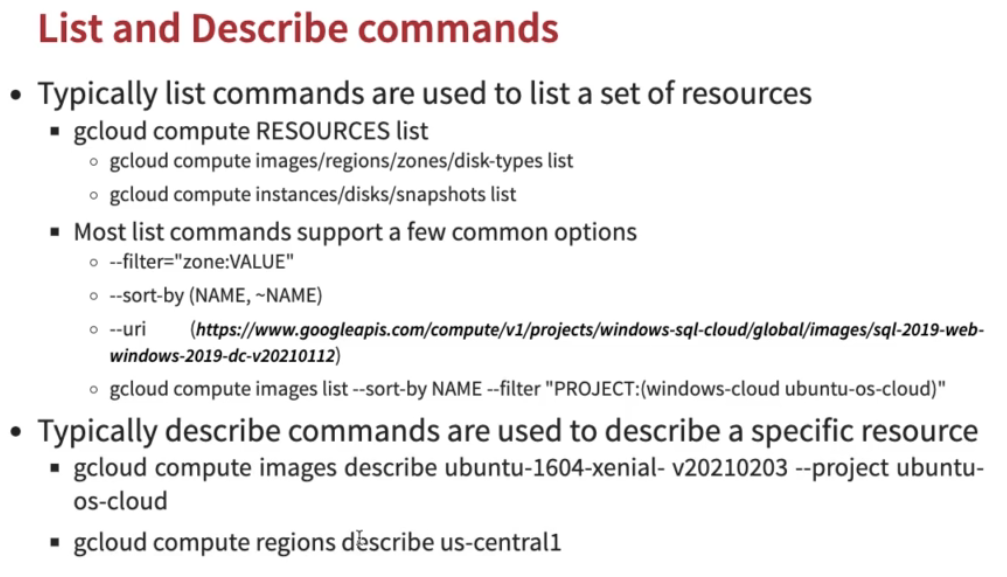 List and Describe commands
• Typically list commands are used to list a set of resources
▪ gcloud compute RESOURCES list
◦ gcloud compute images/regions/zones/disk-types list
◦ gcloud compute instances/disks/snapshots list
▪ Most list commands support a few common options
◦ --filter="zone:VALUE"
◦ --sort-by (NAME, ~NAME)
◦ --uri (https://www.googleapis.com/compute/v1/projects/windows-sql-cloud/global/images/sql-2019-web-
windows-2019-dc-v20210112)
◦ gcloud compute images list --sort-by NAME --filter "PROJECT:(windows-cloud ubuntu-os-cloud)"
• Typically describe commands are used to describe a specific resource
▪ gcloud compute images describe ubuntu-1604-xenial- v20210203 --project ubuntu-
os-cloud
▪ gcloud compute regions describe us-central1